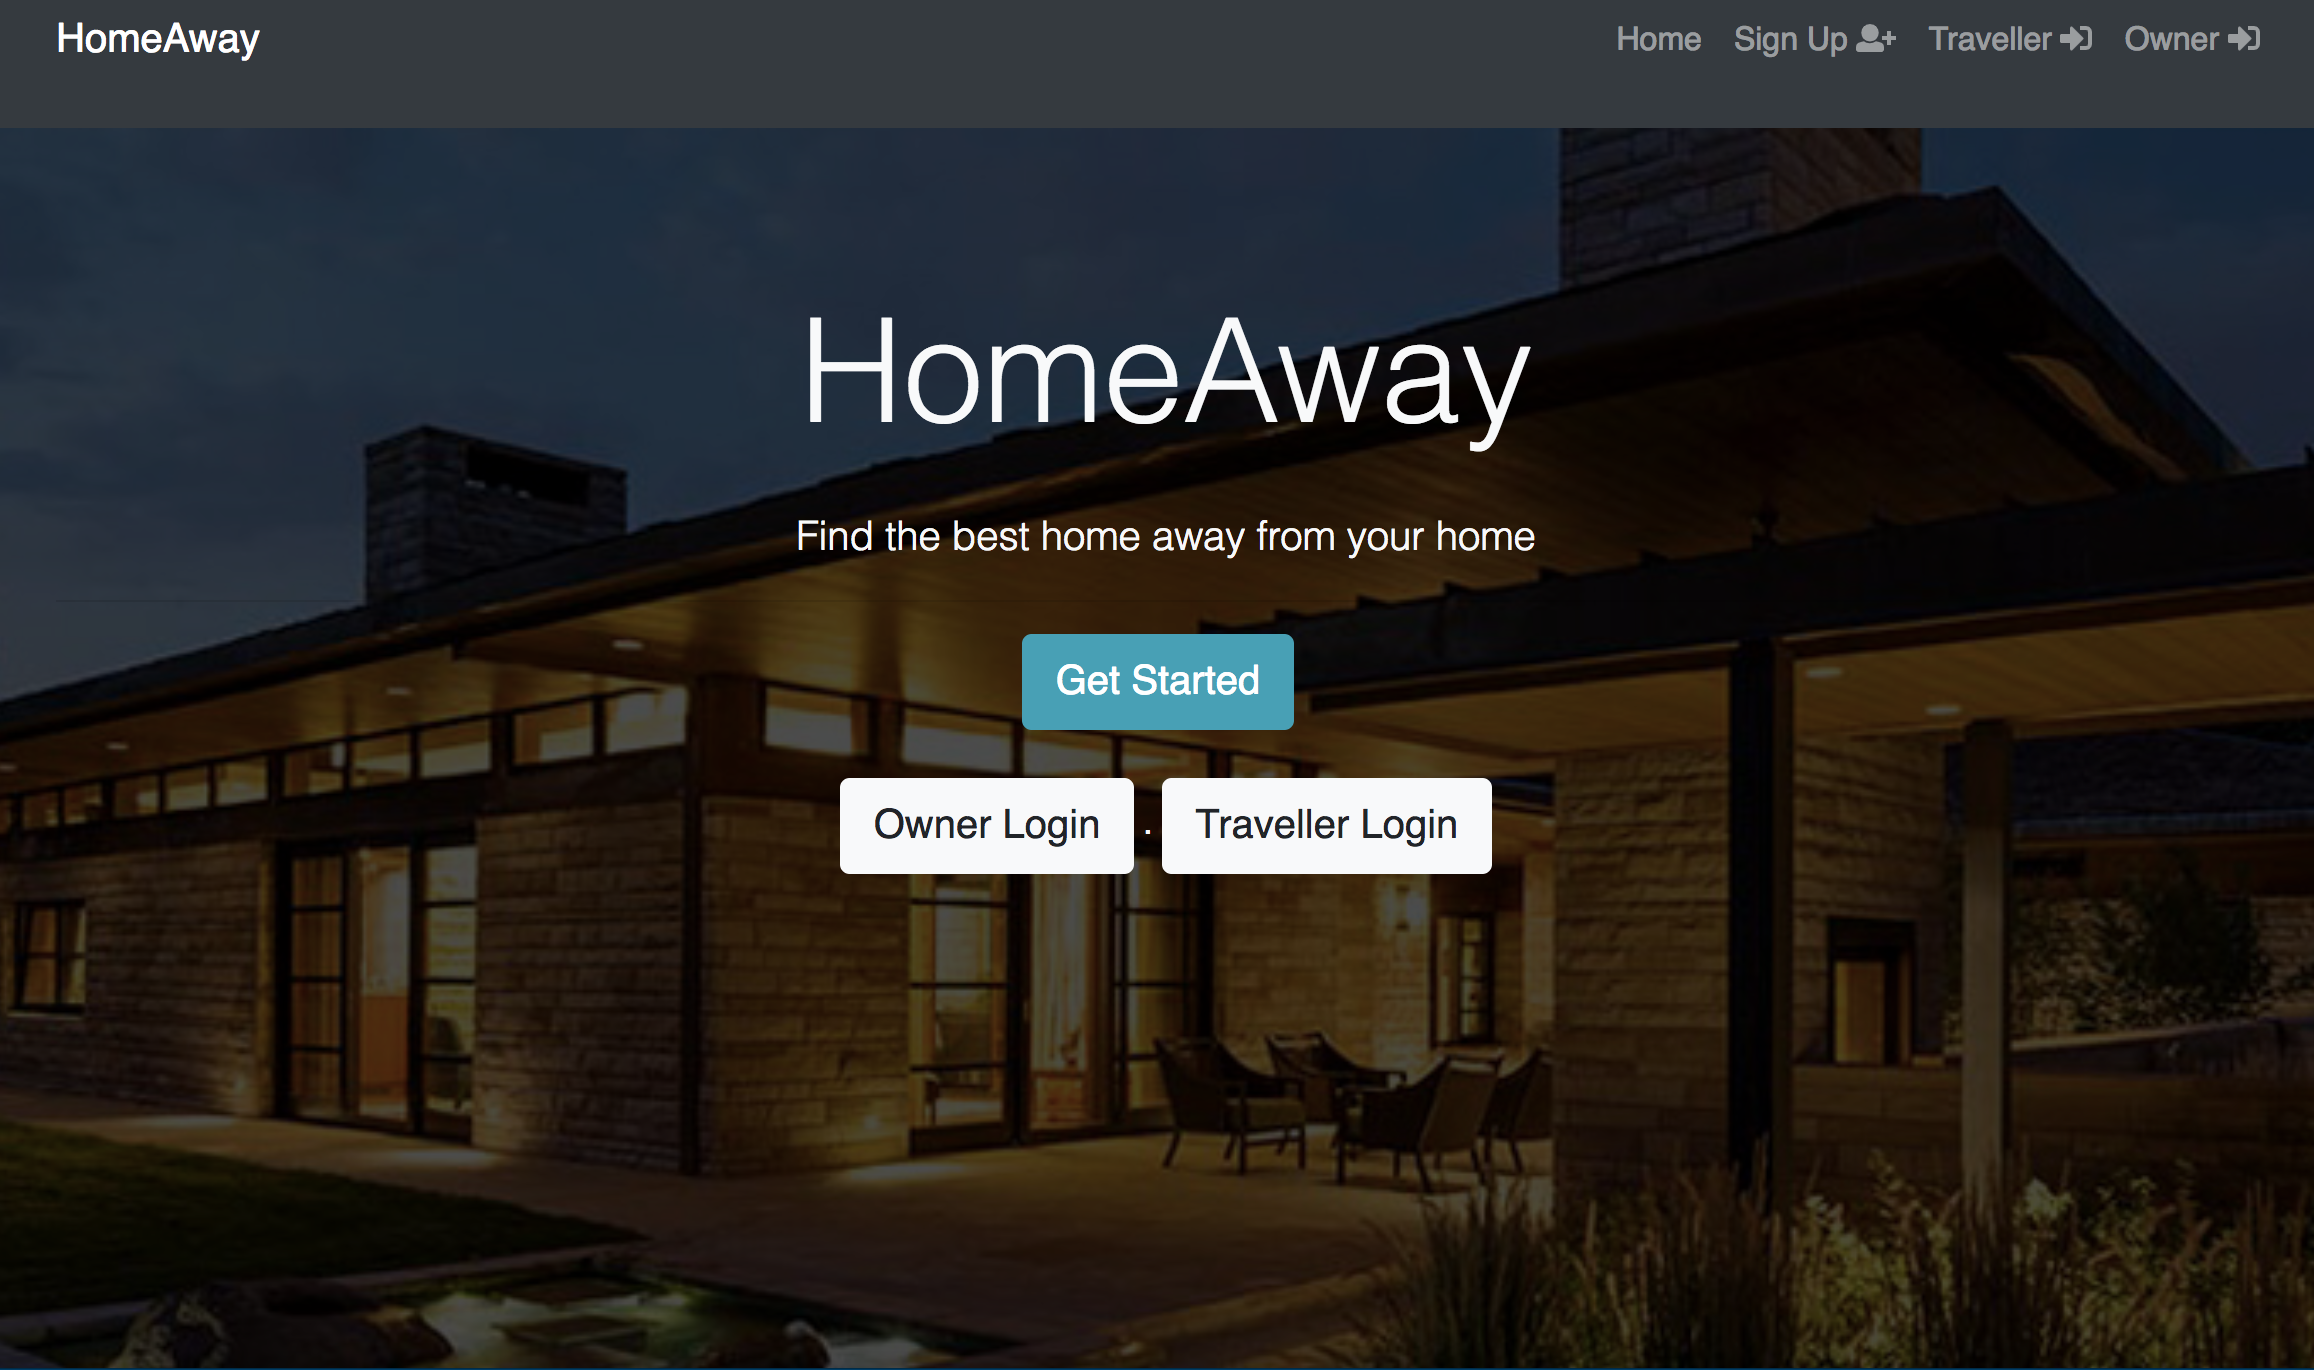 HomeAway
Home Sign Up Traveller Owner
HomeAway
Find the best home away from your home
Get Started
Owner Login . Traveller Login